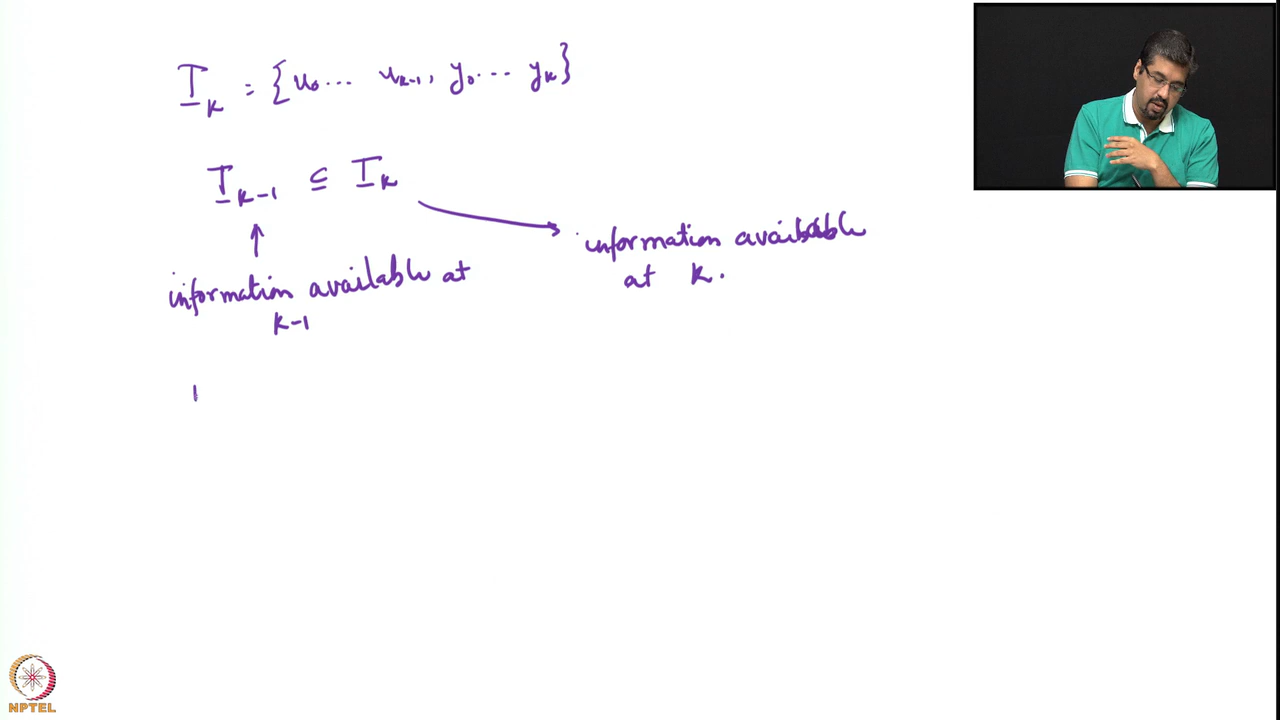 I_k = {u_0 ... u_{k-1}, y_0 ... y_k}
I_{k-1} ⊆ I_k
information available
at k.
information available at
k-1
NPTEL